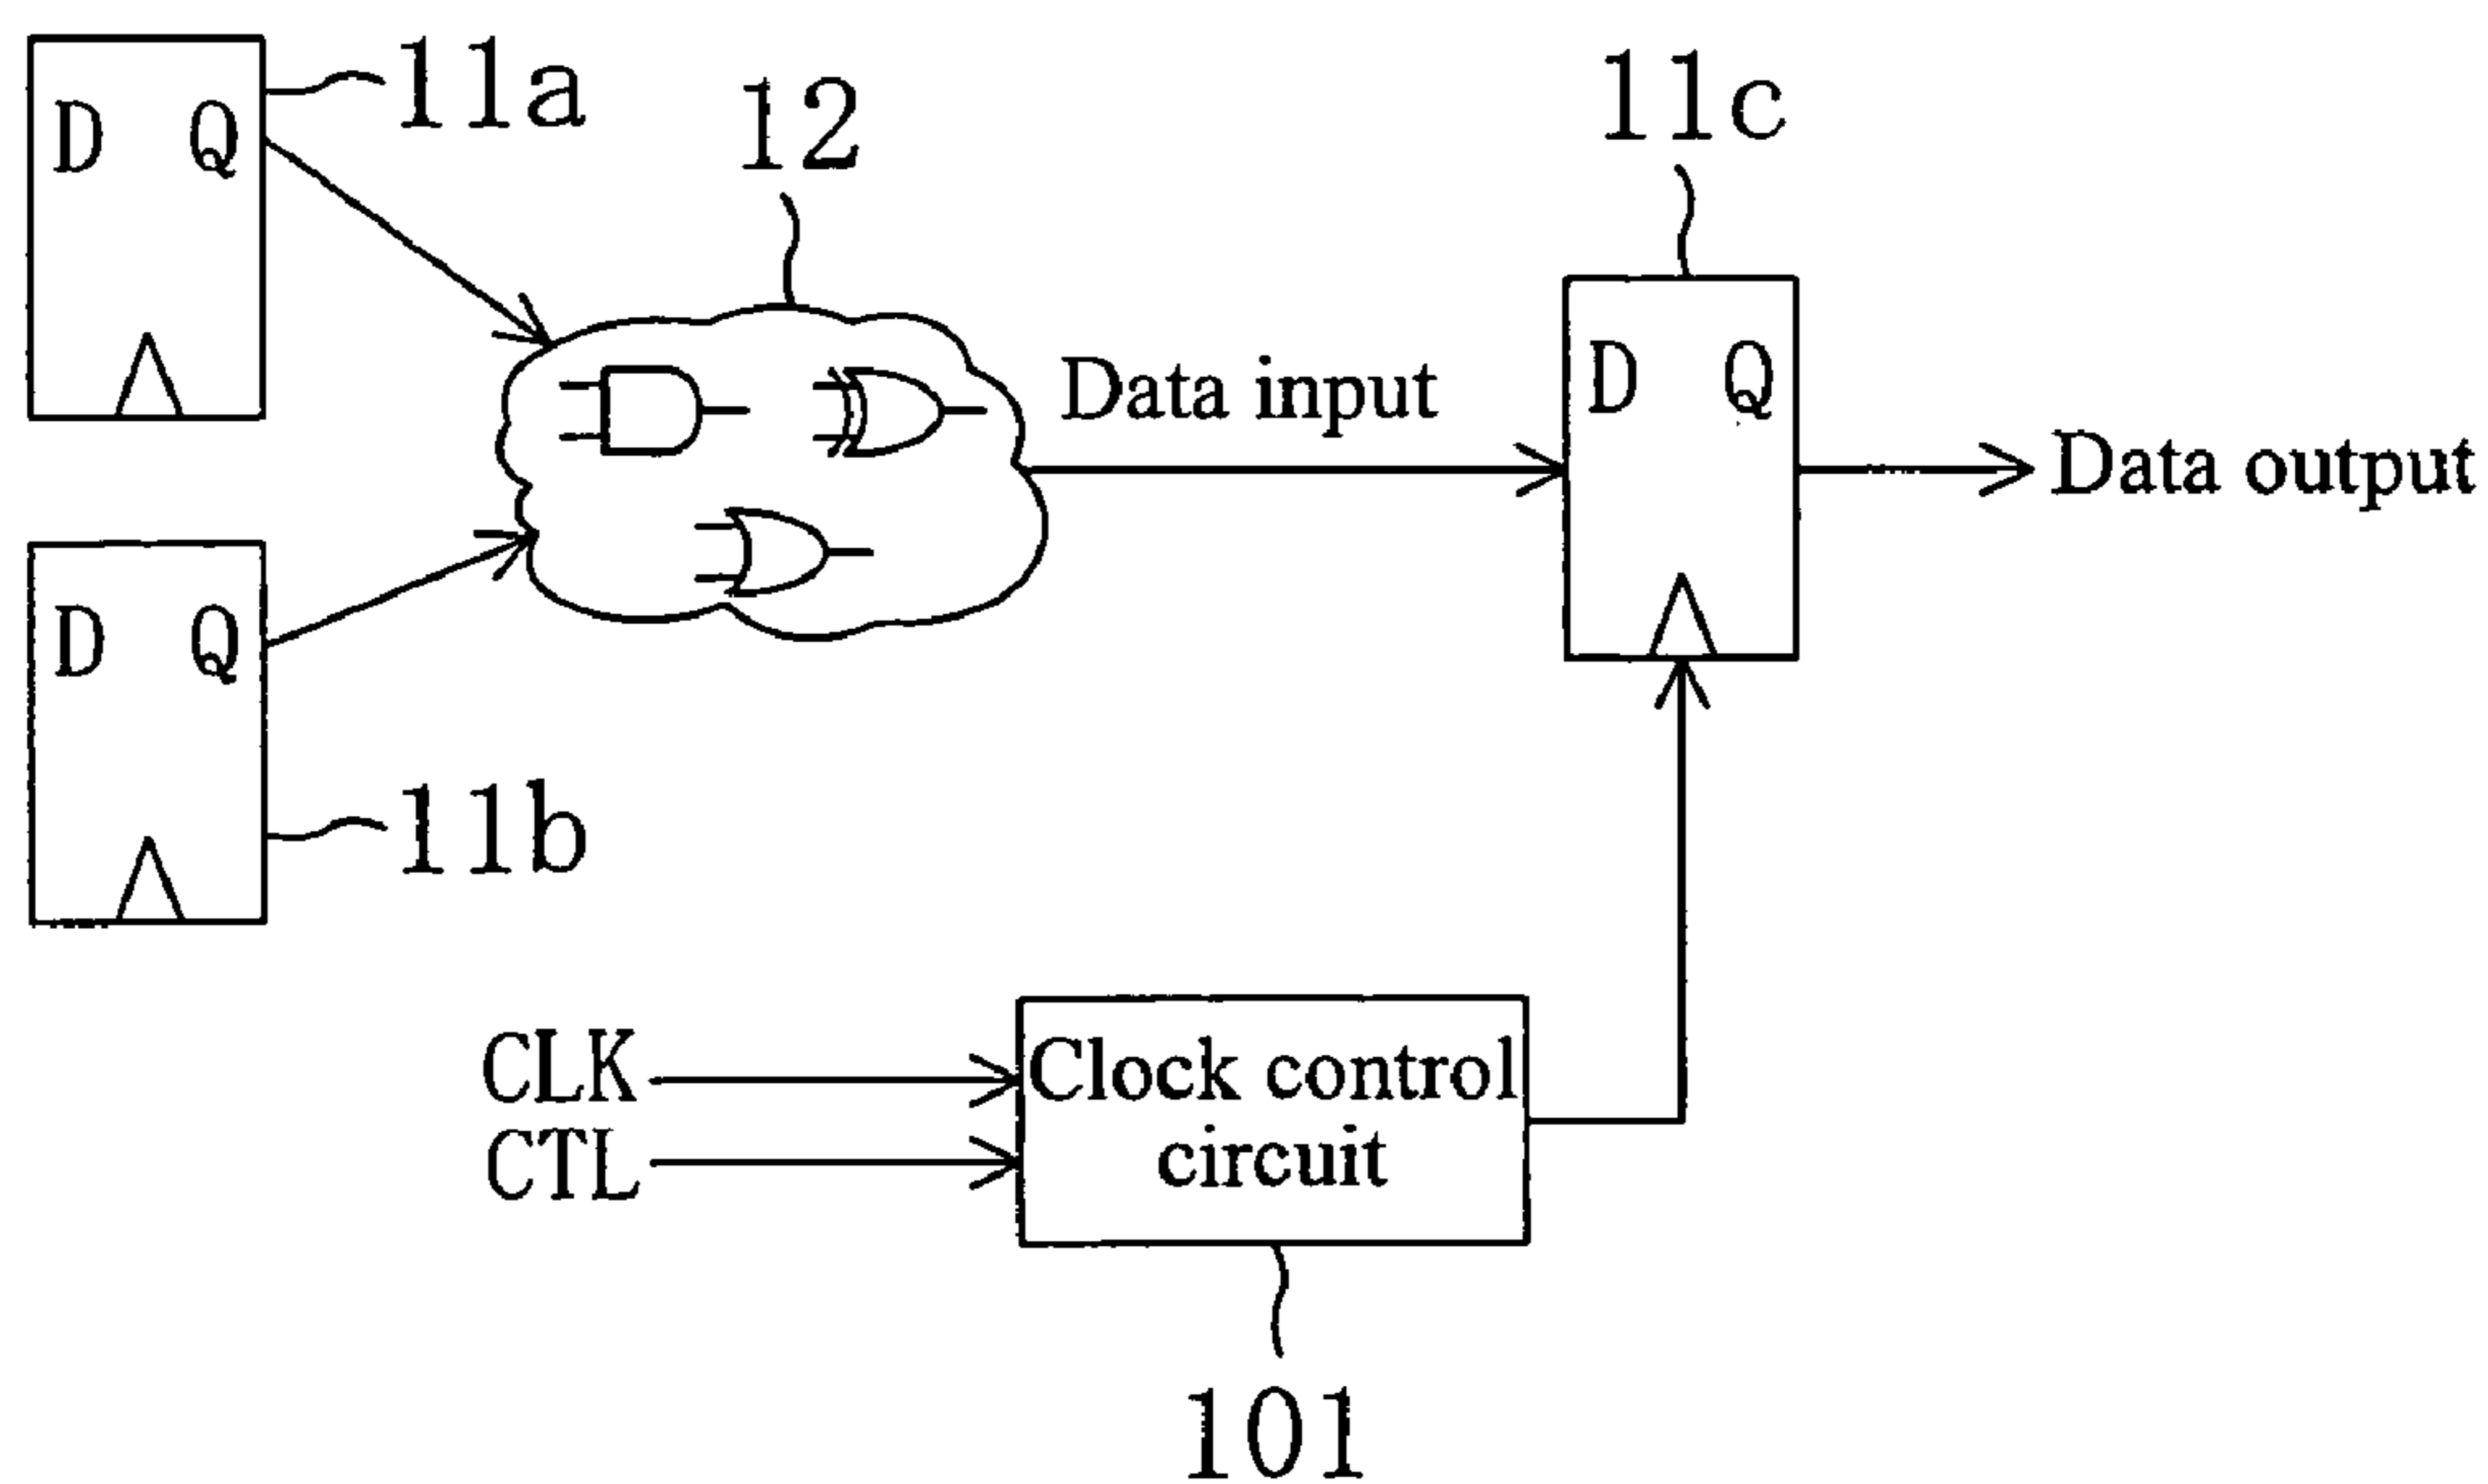 11a
12
11c
D Q
Data input
D Q
Data output
D Q
11b
CLK
CTL
Clock control
circuit
101